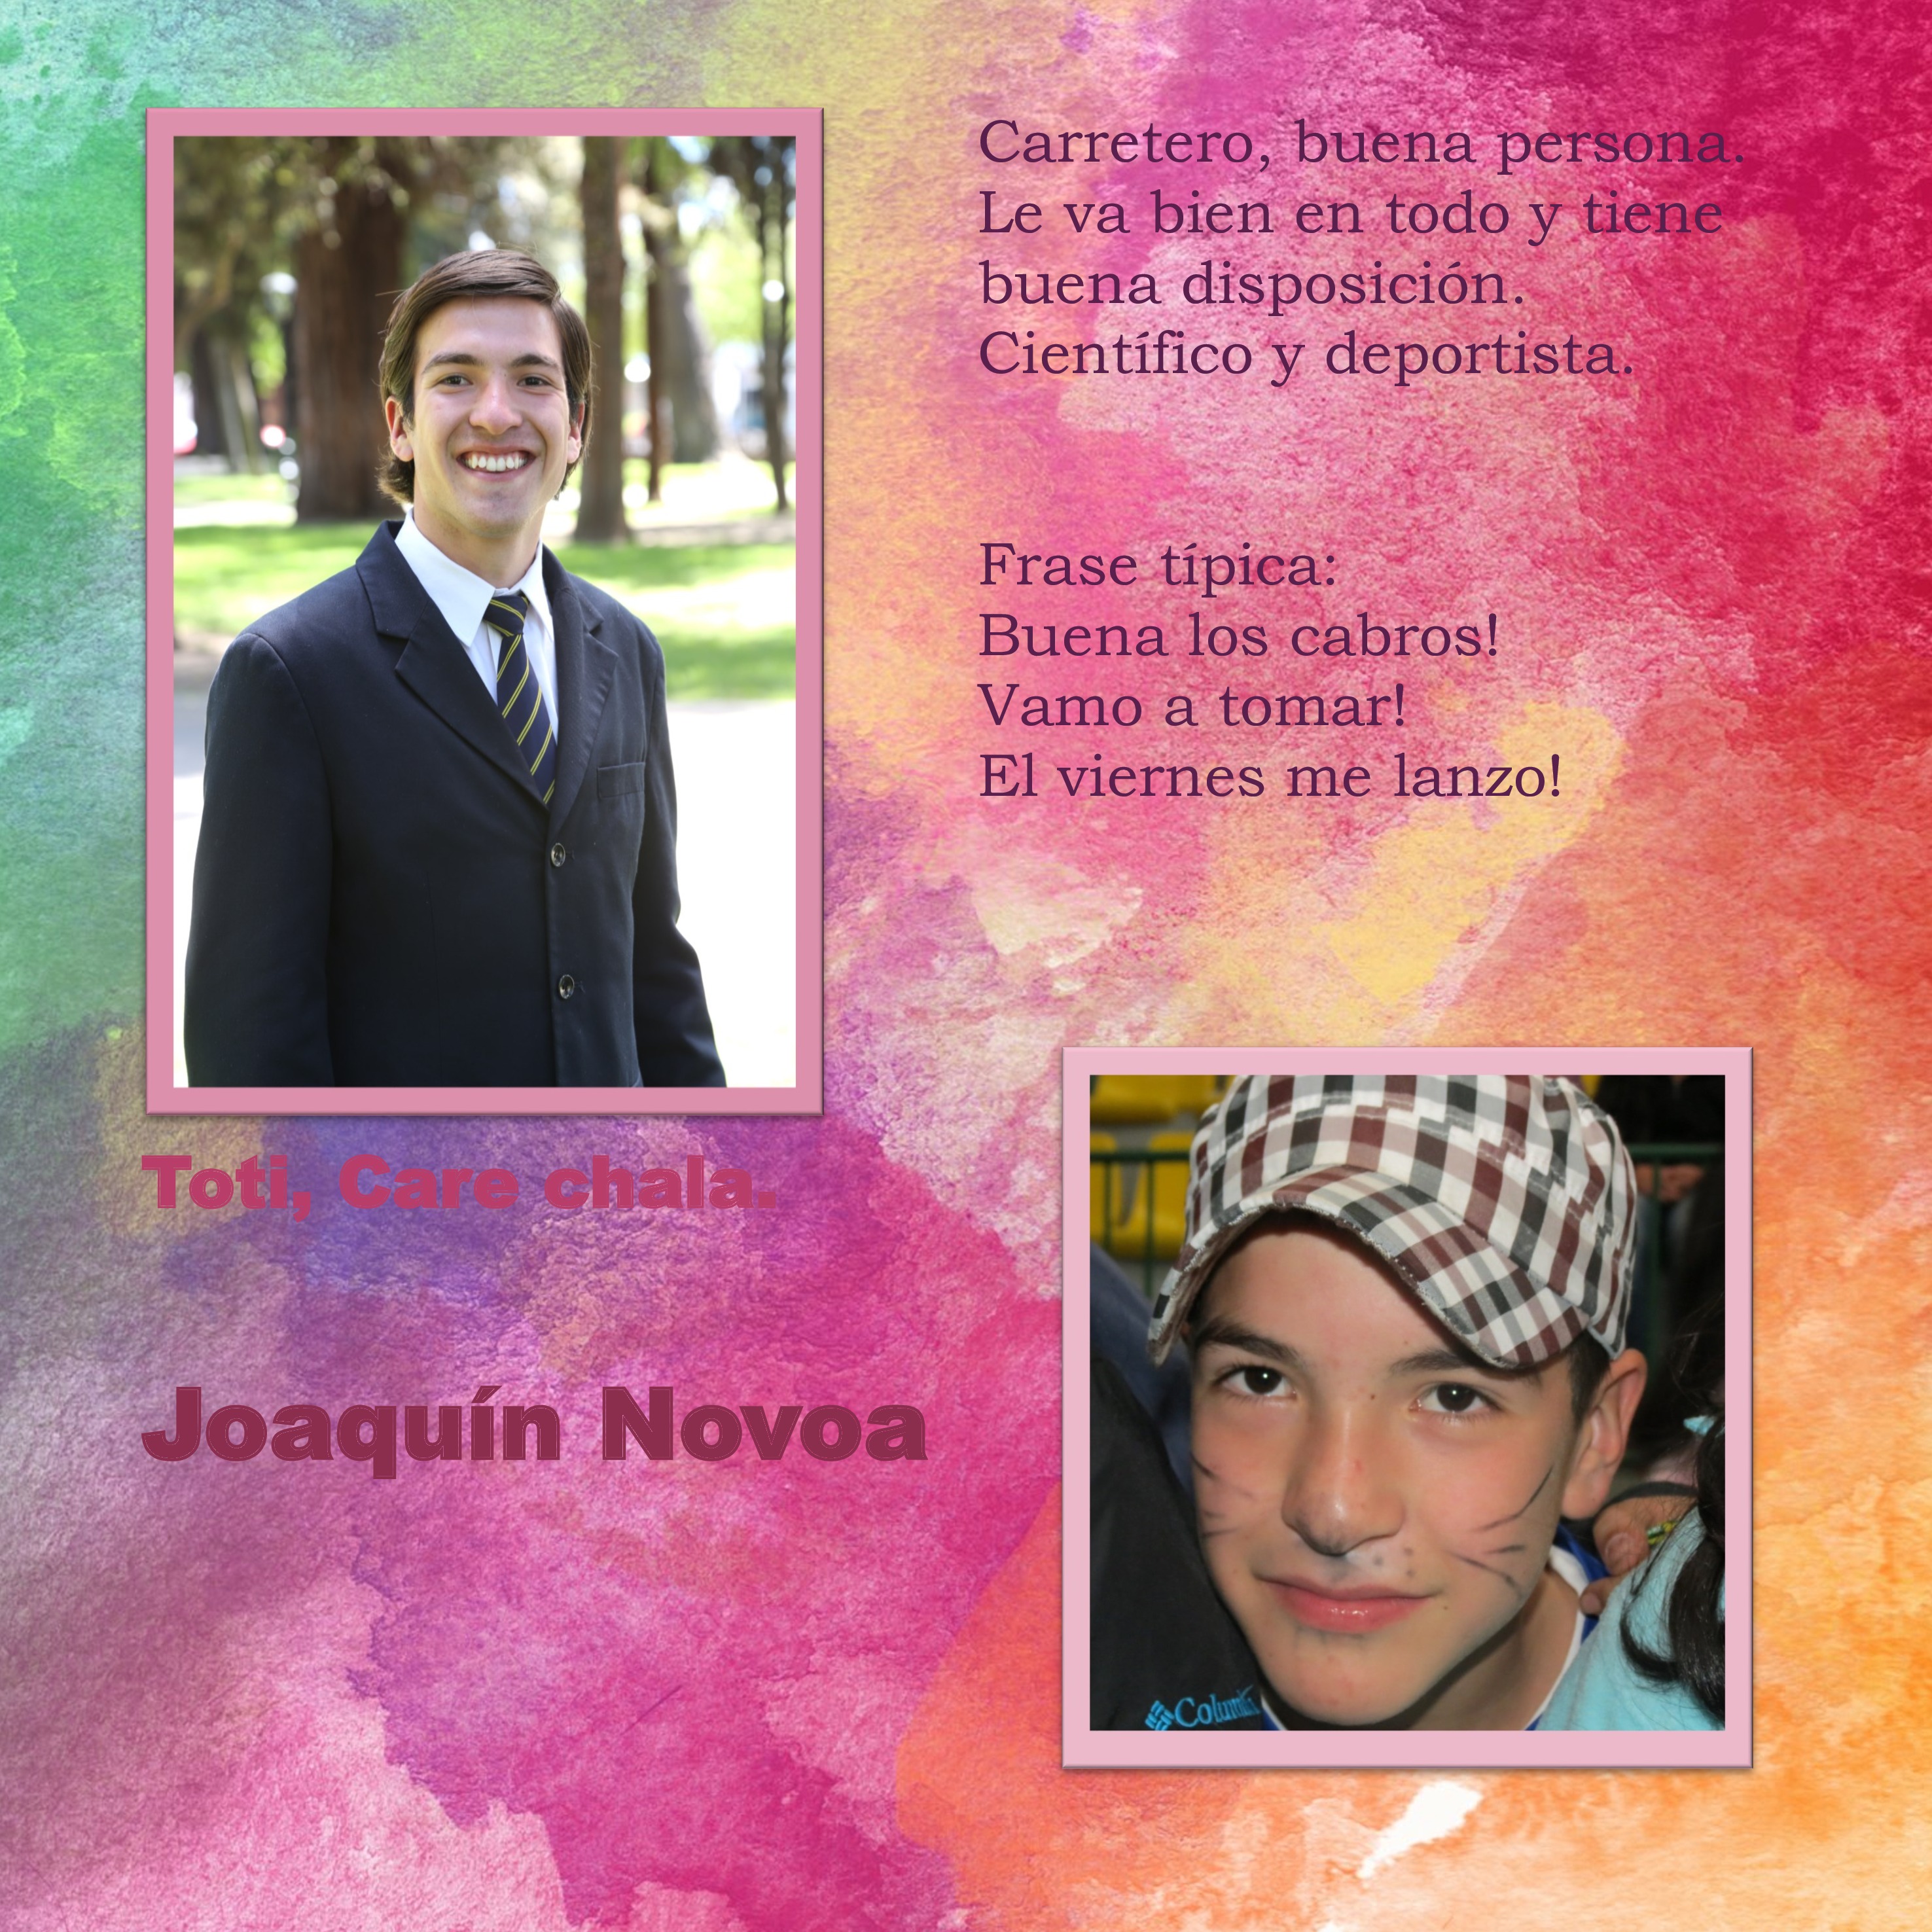 Carretero, buena persona.
Le va bien en todo y tiene
buena disposición.
Científico y deportista.
Frase típica:
Buena los cabros!
Vamo a tomar!
El viernes me lanzo!
Toti, Care chala.
Joaquín Novoa
Columbia